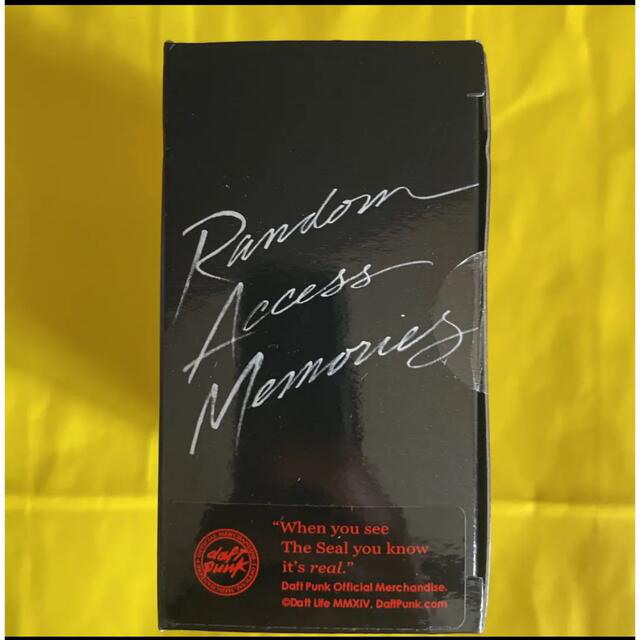 Random
Access
Memories
daft
punk
"When you see
The Seal you know
it's real."
Daft Punk Official Merchandise.
©Daft Life MMXIV, DaftPunk.com